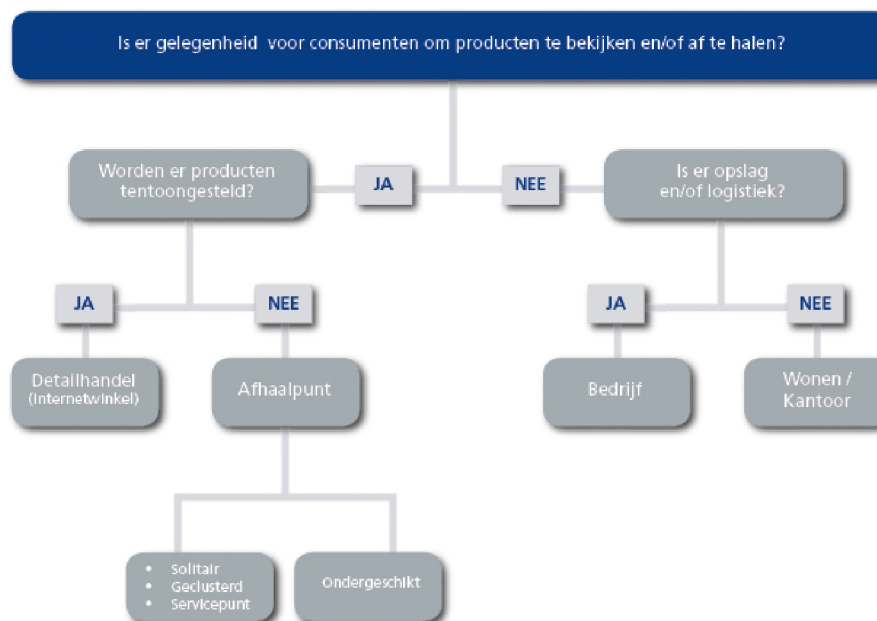 Is er gelegenheid voor consumenten om producten te bekijken en/of af te halen?
Worden er producten
tentoongesteld?
JA
NEE
Is er opslag
en/of logistiek?
JA
NEE
JA
NEE
Detailhandel
(Internetwinkel)
Afhaalpunt
Bedrijf
Wonen /
Kantoor
• Solitair
• Geclusterd
• Servicepunt
Ondergeschikt